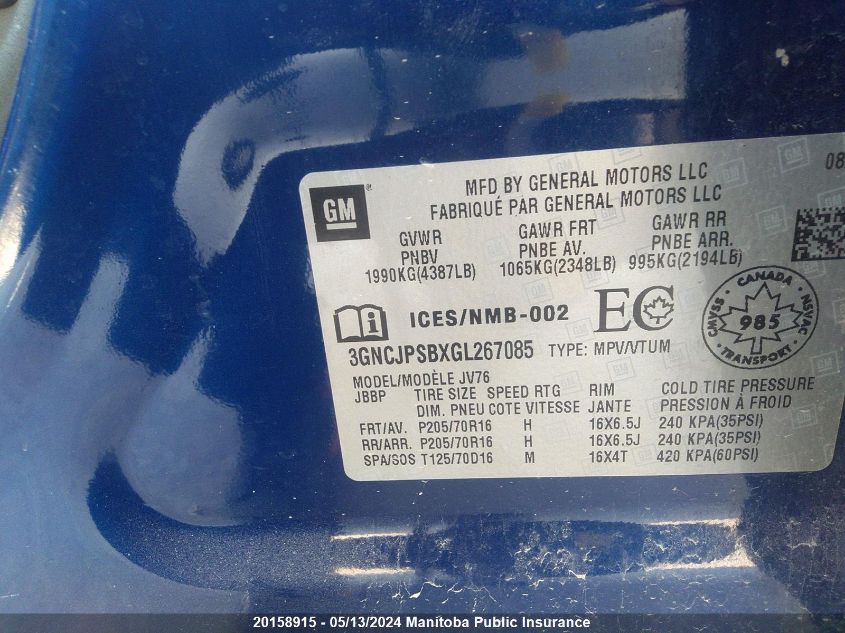 GM
MFD BY GENERAL MOTORS LLC
FABRIQUÉ PAR GENERAL MOTORS LLC
08
GVWR GAWR FRT GAWR RR
PNBV PNBE AV. PNBE ARR.
1990KG(4387LB) 1065KG(2348LB) 995KG(2194LB)
ICES/NMB-002 EC
CANADA
CMVSS 985 NSVAC
TRANSPORT
3GNCJPSBXGL267085 TYPE: MPV/VTUM
MODEL/MODÈLE JV76
JBBP TIRE SIZE SPEED RTG RIM COLD TIRE PRESSURE
DIM. PNEU COTE VITESSE JANTE PRESSION À FROID
FRT/AV. P205/70R16 H 16X6.5J 240 KPA(35PSI)
RR/ARR. P205/70R16 H 16X6.5J 240 KPA(35PSI)
SPA/SOS T125/70D16 M 16X4T 420 KPA(60PSI)
20158915 - 05/13/2024 Manitoba Public Insurance